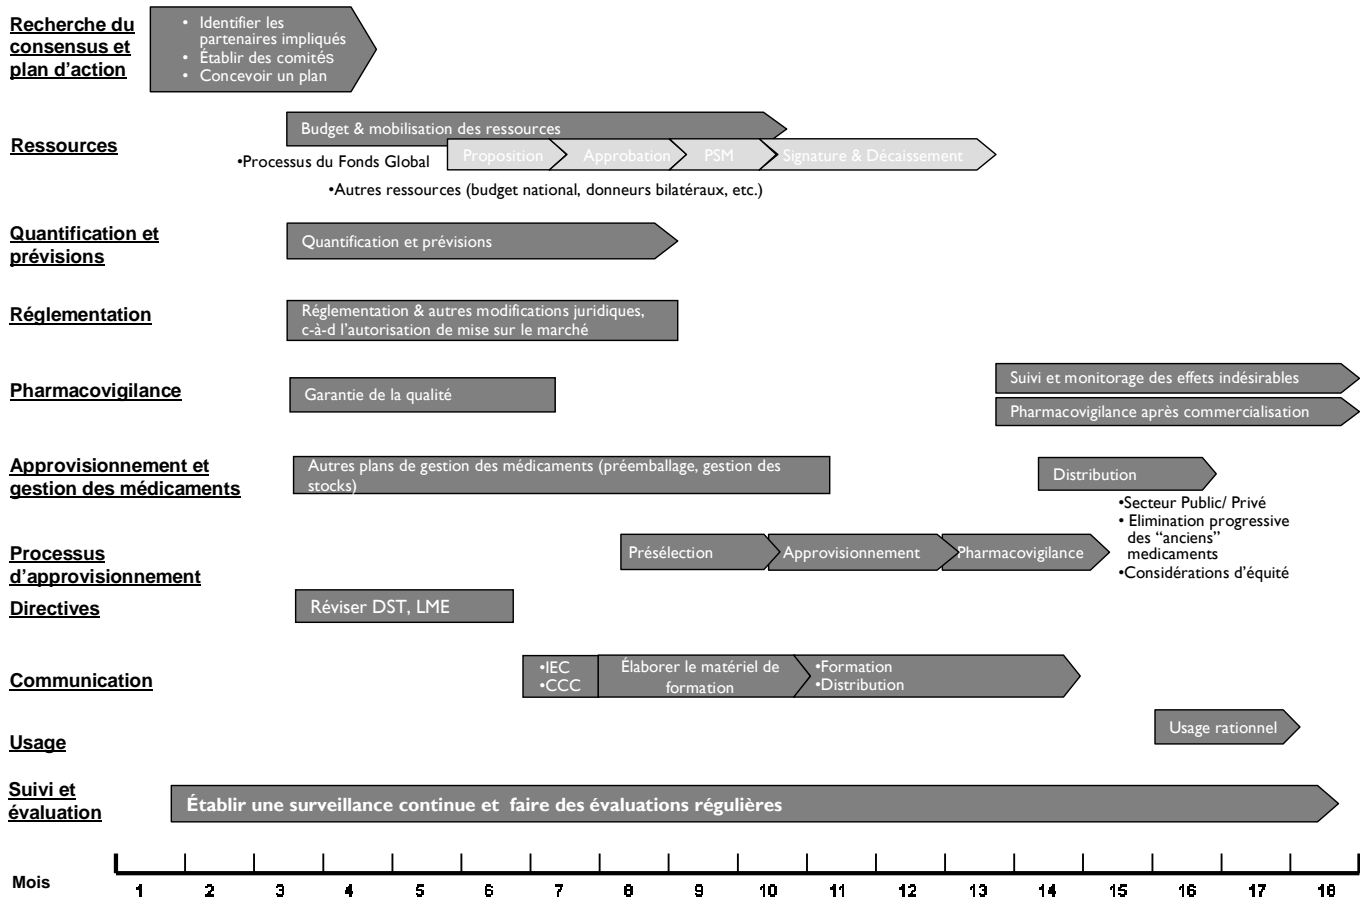 Recherche du
consensus et
plan d’action
• Identifier les
partenaires impliqués
• Établir des comités
• Concevoir un plan
Ressources
Budget & mobilisation des ressources
•Processus du Fonds Global
Proposition
Approbation
PSM
Signature & Décaissement
•Autres ressources (budget national, donneurs bilatéraux, etc.)
Quantification et
prévisions
Quantification et prévisions
Réglementation
Réglementation & autres modifications juridiques,
c-à-d l’autorisation de mise sur le marché
Pharmacovigilance
Garantie de la qualité
Suivi et monitorage des effets indésirables
Pharmacovigilance après commercialisation
Approvisionnement et
gestion des médicaments
Autres plans de gestion des médicaments (préemballage, gestion des
stocks)
Distribution
•Secteur Public/ Privé
• Elimination progressive
des “anciens”
medicaments
•Considérations d’équité
Processus
d’approvisionnement
Présélection
Approvisionnement
Pharmacovigilance
Directives
Réviser DST, LME
Communication
•IEC
•CCC
Élaborer le matériel de
formation
•Formation
•Distribution
Usage
Usage rationnel
Suivi et
évaluation
Établir une surveillance continue et faire des évaluations régulières
Mois
1 2 3 4 5 6 7 8 9 10 11 12 13 14 15 16 17 18